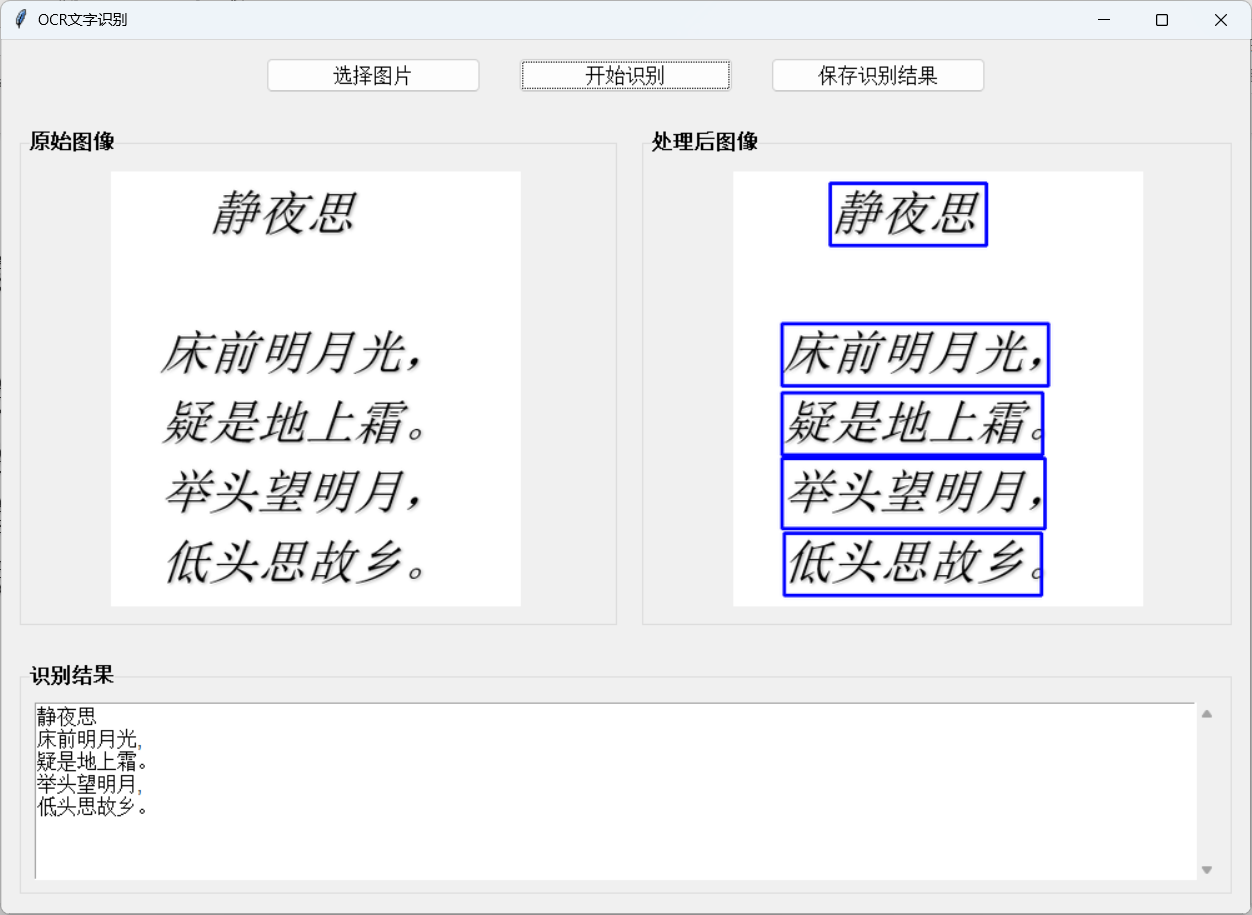 OCR文字识别
选择图片 开始识别 保存识别结果
原始图像 处理后图像
静夜思
床前明月光，
疑是地上霜。
举头望明月，
低头思故乡。
静夜思
床前明月光，
疑是地上霜。
举头望明月，
低头思故乡。
识别结果
静夜思
床前明月光,
疑是地上霜。
举头望明月,
低头思故乡。